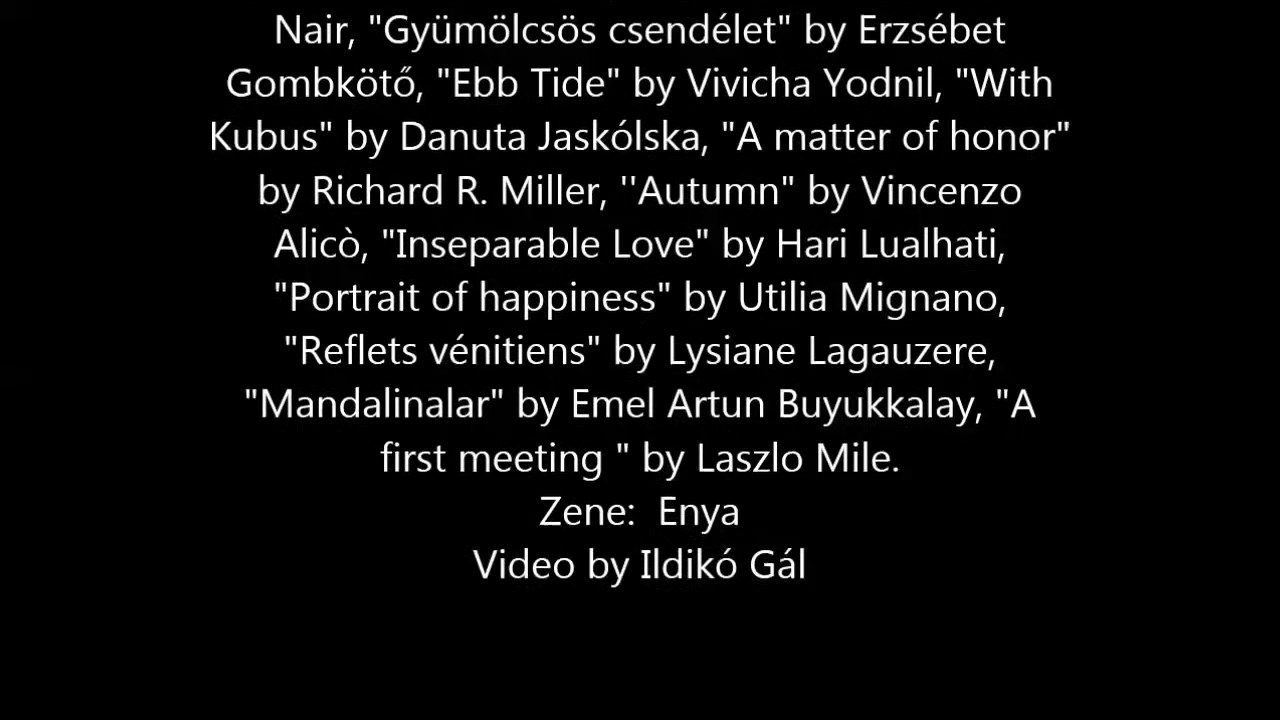 Nair, "Gyümölcsös csendélet" by Erzsébet
Gombkötő, "Ebb Tide" by Vivicha Yodnil, "With
Kubus" by Danuta Jaskólska, "A matter of honor"
by Richard R. Miller, ''Autumn" by Vincenzo
Alicò, "Inseparable Love" by Hari Lualhati,
"Portrait of happiness" by Utilia Mignano,
"Reflets vénitiens" by Lysiane Lagauzere,
"Mandalinalar" by Emel Artun Buyukkalay, "A
first meeting " by Laszlo Mile.
Zene:  Enya
Video by Ildikó Gál